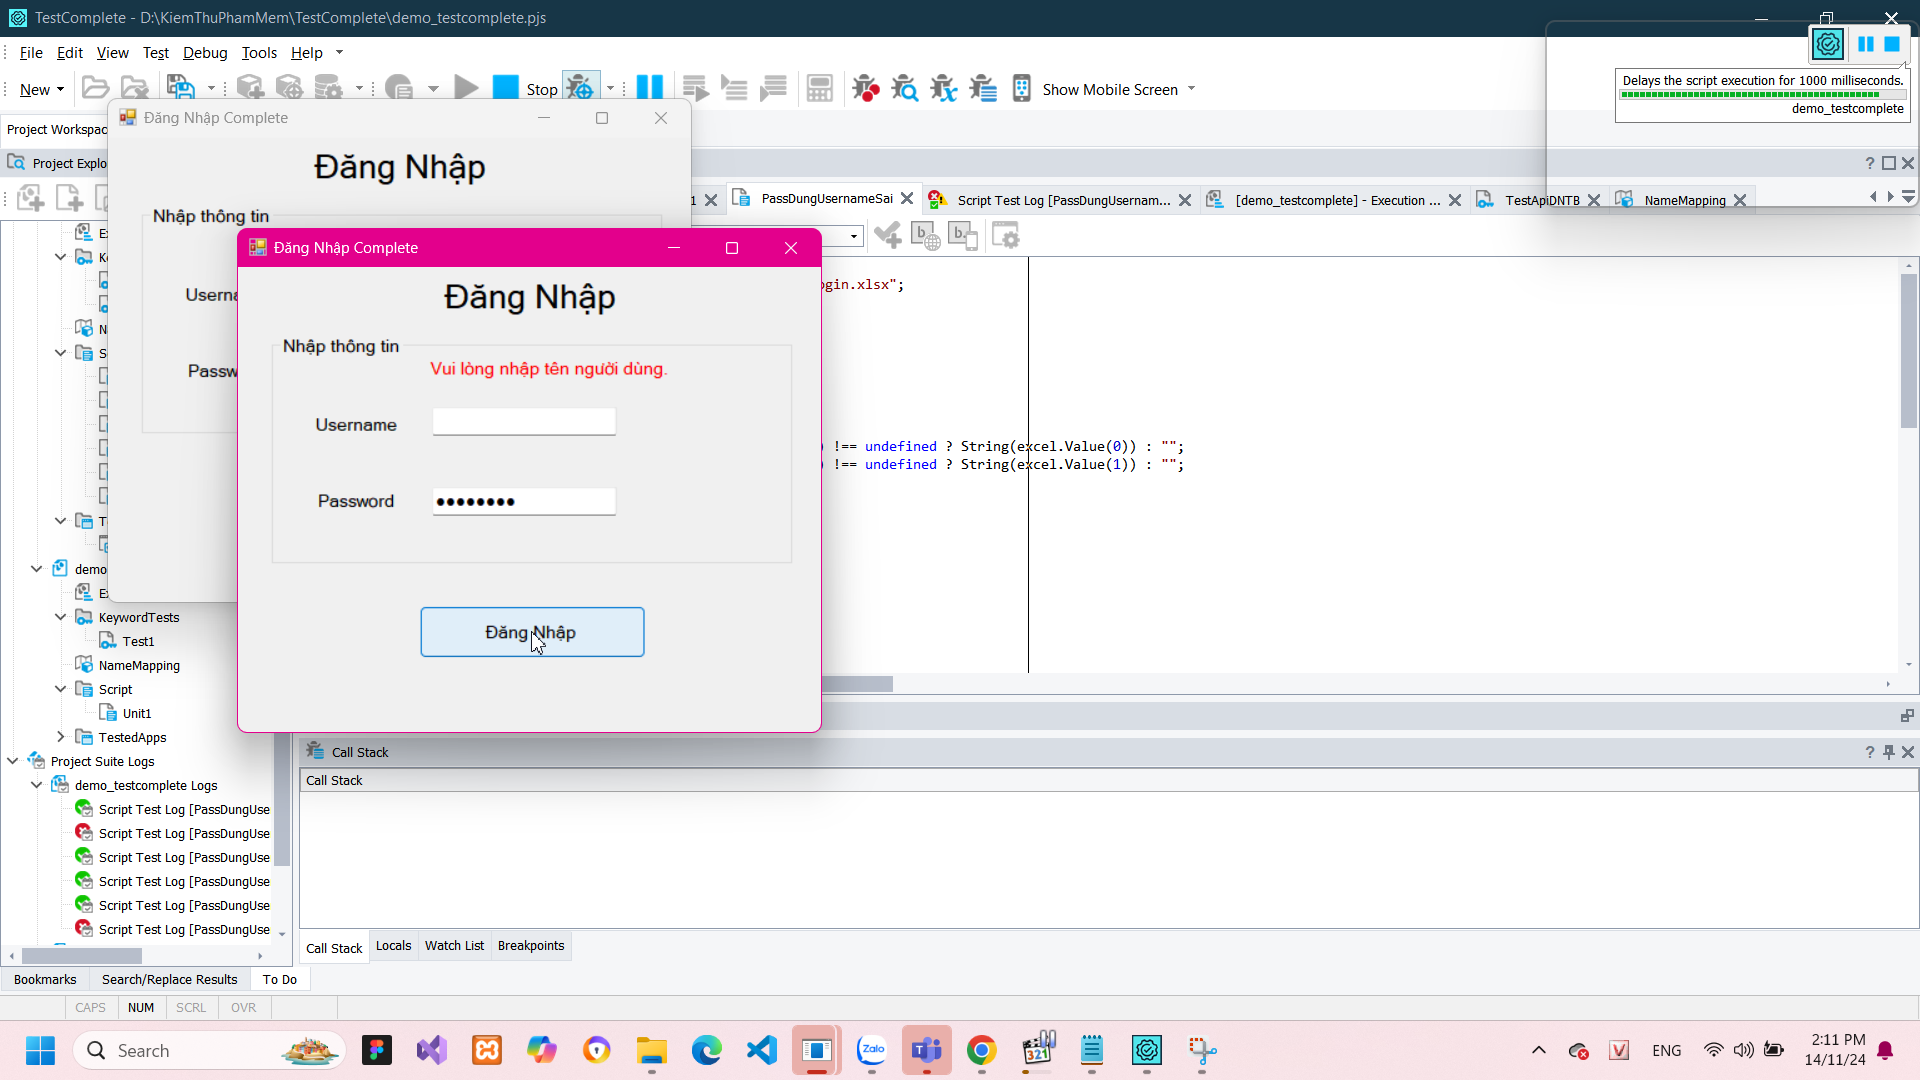 TestComplete - D:\KiemThuPhamMem\TestComplete\demo_testcomplete.pjs
File Edit View Test Debug Tools Help
New
Stop
Show Mobile Screen
Delays the script execution for 1000 milliseconds.
demo_testcomplete
Project Workspac
Project Explo
PassDungUsernameSai
Script Test Log [PassDungUsernam...
[demo_testcomplete] - Execution ...
TestApiDNTB
NameMapping
Đăng Nhập Complete
Đăng Nhập
Nhập thông tin
Userna
Passw
Đăng Nhập Complete
Đăng Nhập
Nhập thông tin
Vui lòng nhập tên người dùng.
Username
Password
Đăng Nhập
ogin.xlsx";
) !== undefined ? String(excel.Value(0)) : "";
) !== undefined ? String(excel.Value(1)) : "";
demo
KeywordTests
Test1
NameMapping
Script
Unit1
TestedApps
Project Suite Logs
demo_testcomplete Logs
Script Test Log [PassDungUse
Script Test Log [PassDungUse
Script Test Log [PassDungUse
Script Test Log [PassDungUse
Script Test Log [PassDungUse
Script Test Log [PassDungUse
Call Stack
Call Stack
Call Stack Locals Watch List Breakpoints
Bookmarks Search/Replace Results To Do
CAPS NUM SCRL OVR
Search
Zalo
321
ENG
2:11 PM
14/11/24